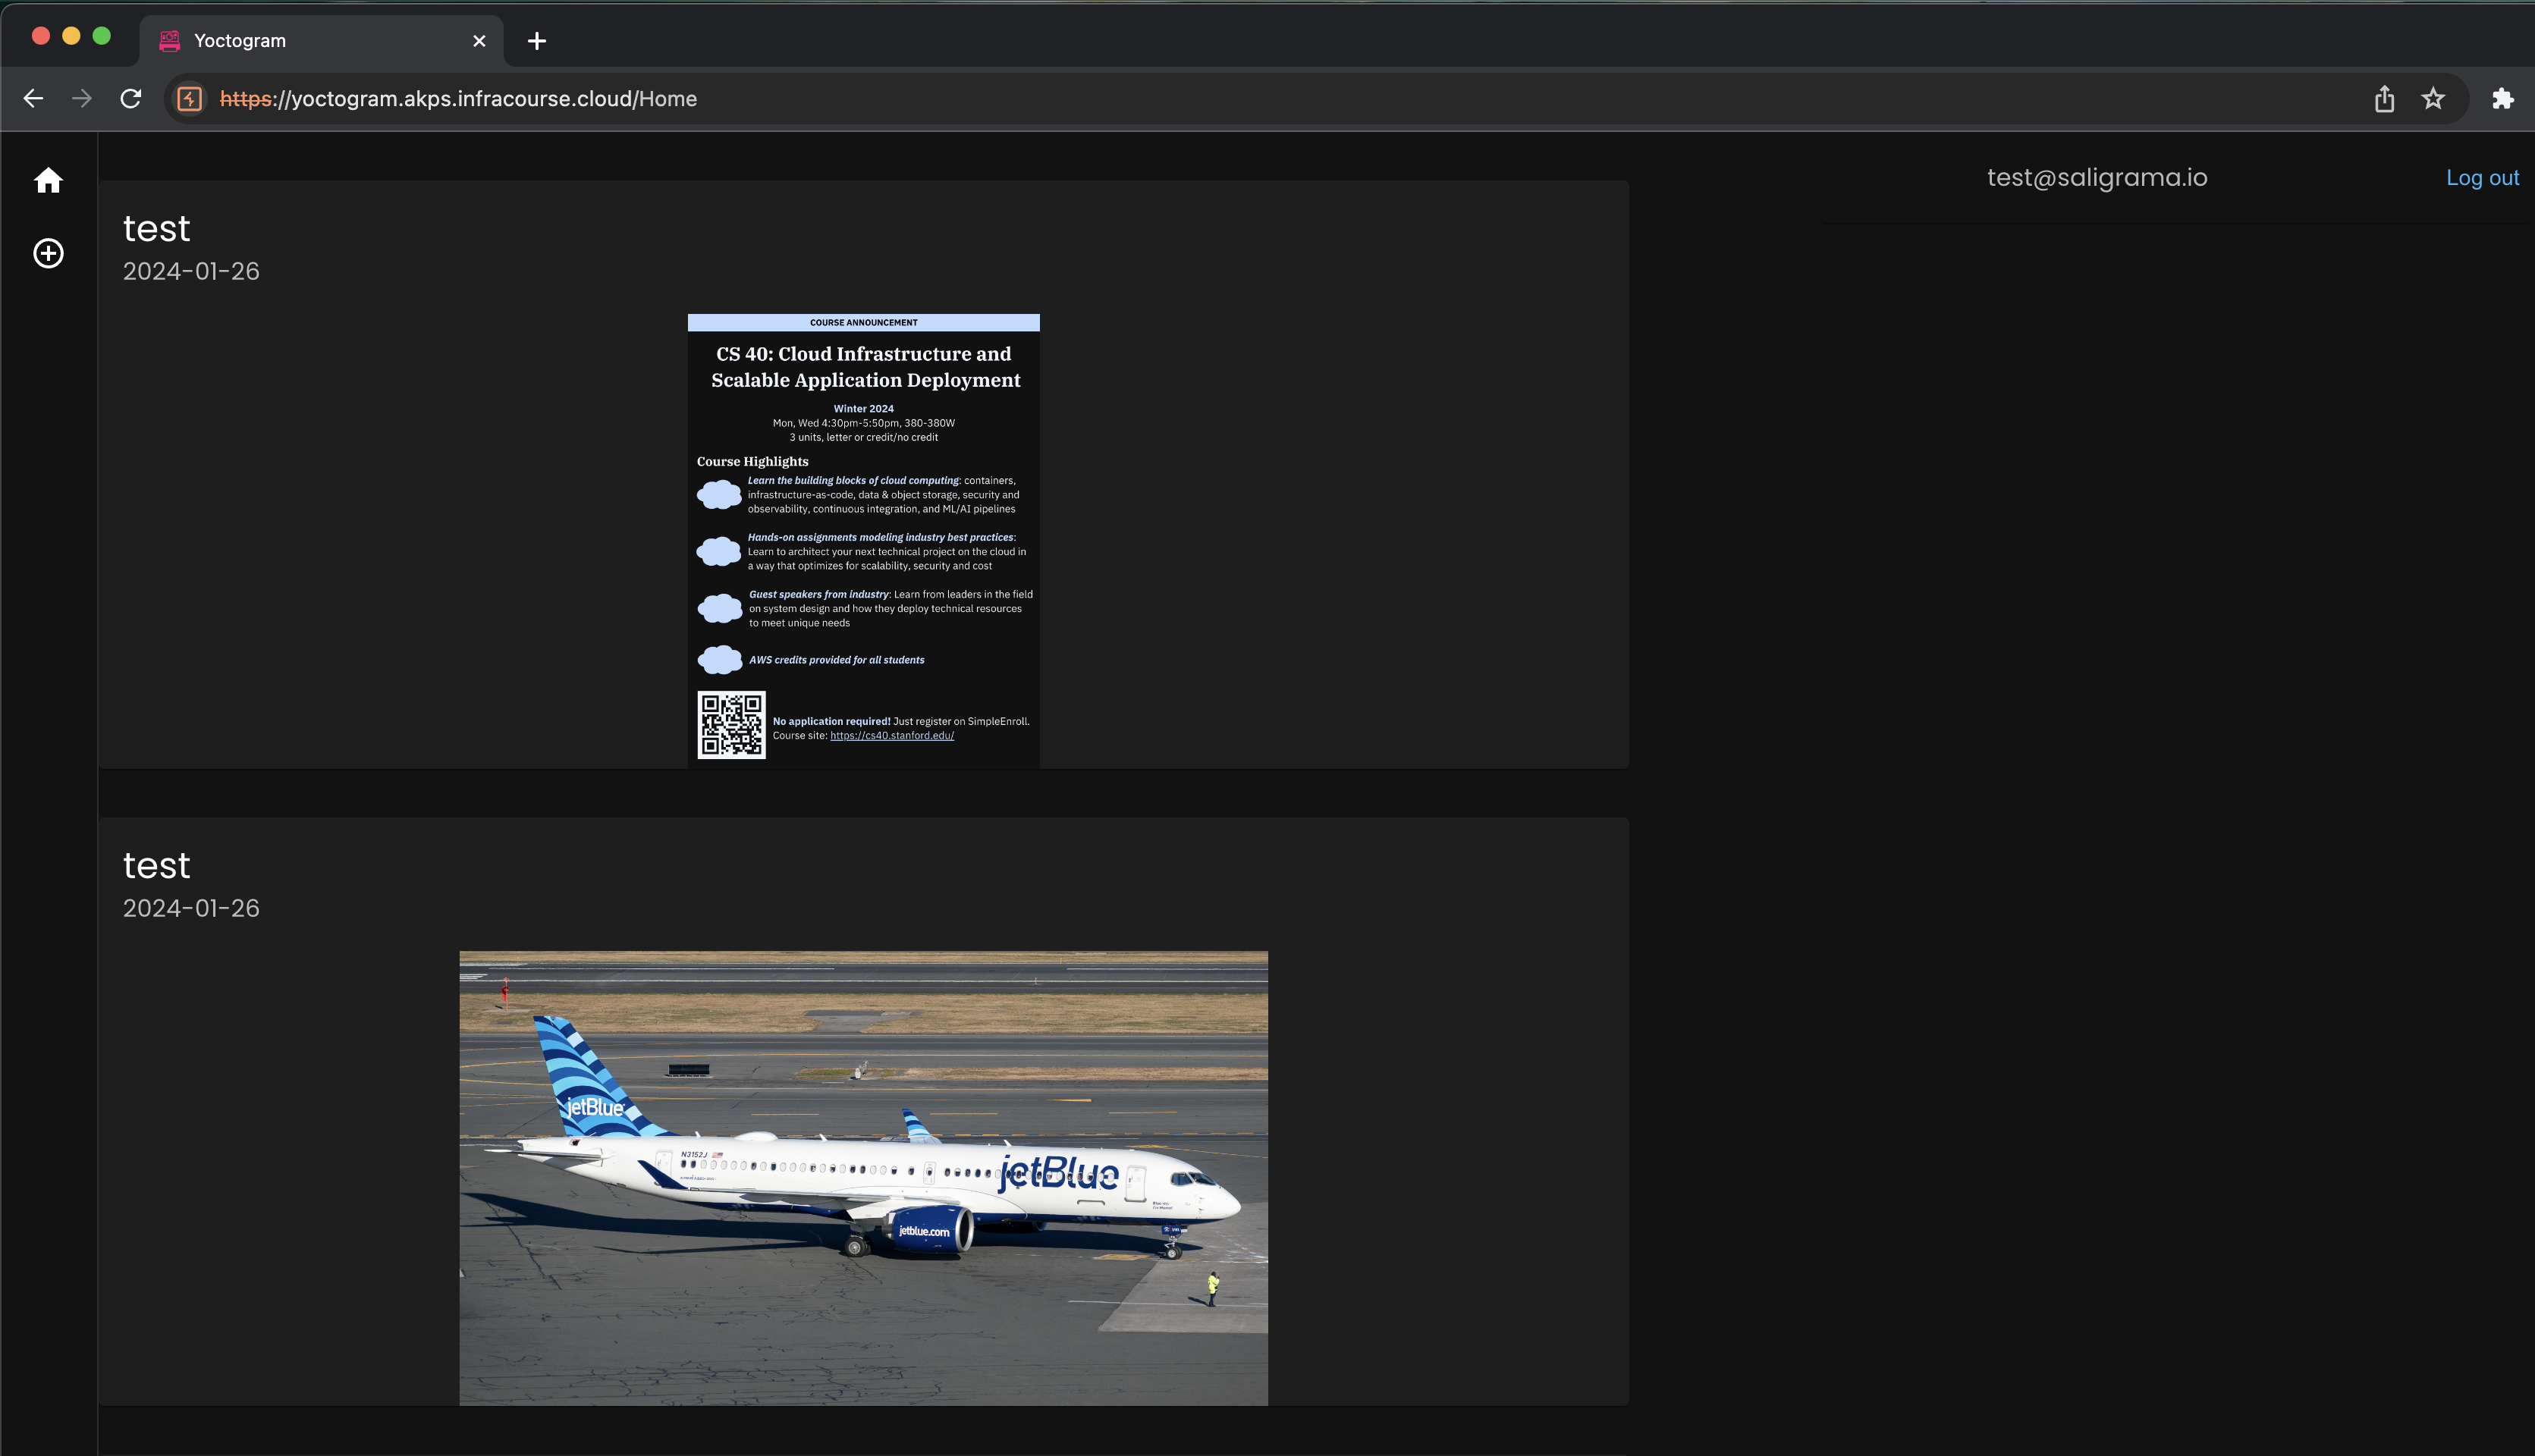 Yoctogram
https://yoctogram.akps.infracourse.cloud/Home
test@saligrama.io
Log out
test
2024-01-26
COURSE ANNOUNCEMENT
CS 40: Cloud Infrastructure and
Scalable Application Deployment
Winter 2024
Mon, Wed 4:30pm-5:50pm, 380-380W
3 units, letter or credit/no credit
Course Highlights
Learn the building blocks of cloud computing: containers,
infrastructure-as-code, data & object storage, security and
observability, continuous integration, and ML/AI pipelines
Hands-on assignments modeling industry best practices:
Learn to architect your next technical project on the cloud in
a way that optimizes for scalability, security and cost
Guest speakers from industry: Learn from leaders in the field
on system design and how they deploy technical resources
to meet unique needs
AWS credits provided for all students
No application required! Just register on SimpleEnroll.
Course site: https://cs40.stanford.edu/
test
2024-01-26
jetBlue
N3152J
jetBlue
jetblue.com